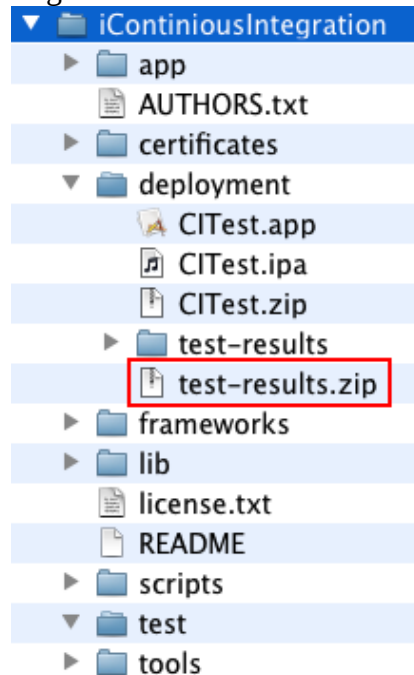 iContiniousIntegration
app
AUTHORS.txt
certificates
deployment
CITest.app
CITest.ipa
CITest.zip
test-results
test-results.zip
frameworks
lib
license.txt
README
scripts
test
tools